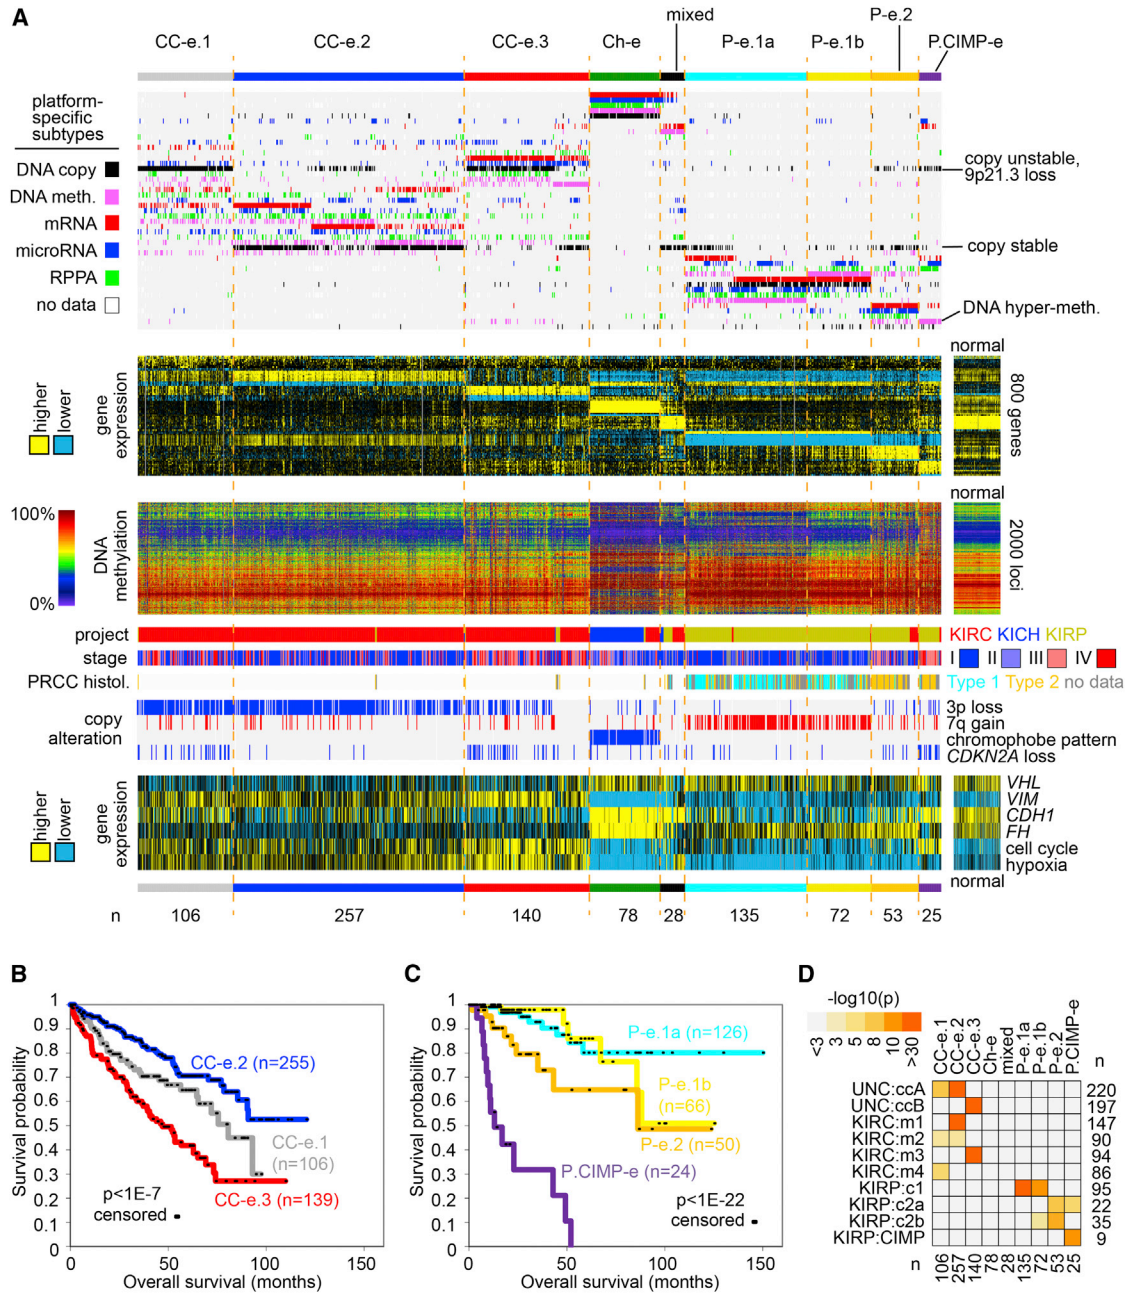 A
mixed
P-e.2
CC-e.1 CC-e.2 CC-e.3 Ch-e P-e.1a P-e.1b P.CIMP-e
platform-
specific
subtypes
DNA copy
DNA meth.
mRNA
microRNA
RPPA
no data
copy unstable,
9p21.3 loss
copy stable
DNA hyper-meth.
higher
lower
gene
expression
normal
800 genes
100%
0%
DNA
methylation
normal
2000 loci
project
KIRC KICH KIRP
stage
I II III IV
PRCC histol.
Type 1 Type 2 no data
copy
alteration
3p loss
7q gain
chromophobe pattern
CDKN2A loss
higher
lower
gene
expression
VHL
VIM
CDH1
FH
cell cycle
hypoxia
normal
n 106 257 140 78 28 135 72 53 25
B
Survival probability
1
0.9
0.8
0.7
0.6
0.5
0.4
0.3
0.2
0.1
0
CC-e.2 (n=255)
CC-e.1
(n=106)
CC-e.3 (n=139)
p<1E-7
censored
0 50 100 150
Overall survival (months)
C
Survival probability
1
0.9
0.8
0.7
0.6
0.5
0.4
0.3
0.2
0.1
0
P-e.1a (n=126)
P-e.1b
(n=66)
P-e.2 (n=50)
P.CIMP-e (n=24)
p<1E-22
censored
0 50 100 150
Overall survival (months)
D
-log10(p)
<3 3 5 8 10 >30
CC-e.1 CC-e.2 CC-e.3 Ch-e mixed P-e.1a P-e.1b P-e.2 P.CIMP-e
n
UNC:ccA 220
UNC:ccB 197
KIRC:m1 147
KIRC:m2 90
KIRC:m3 94
KIRC:m4 86
KIRP:c1 95
KIRP:c2a 22
KIRP:c2b 35
KIRP:CIMP 9
n 106 257 140 78 28 135 72 53 25